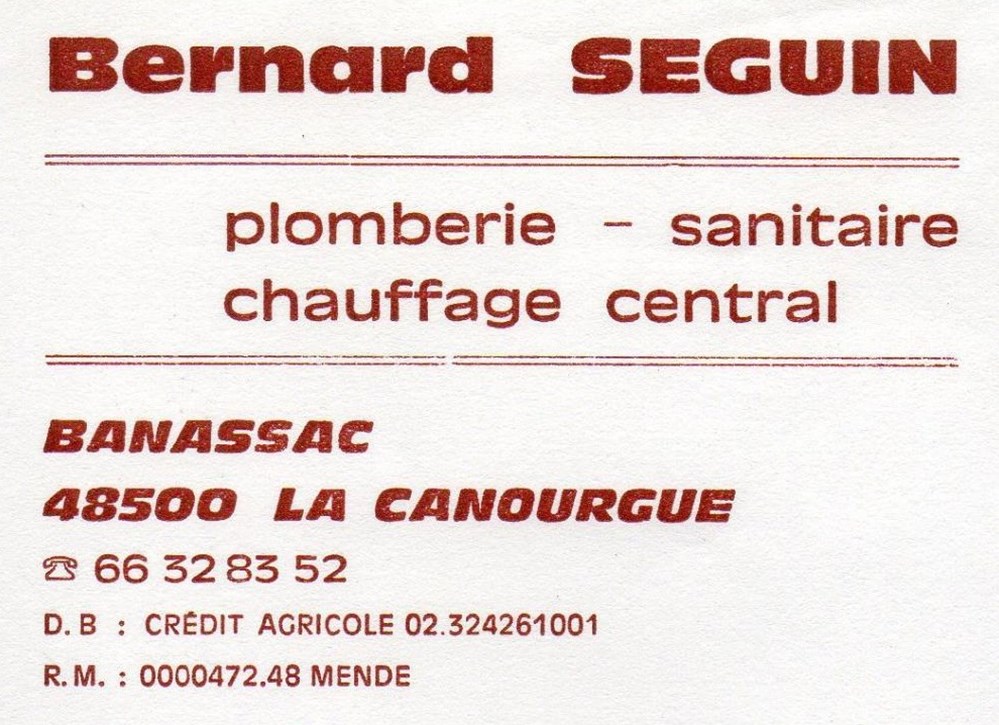 Bernard SEGUIN
plomberie – sanitaire
chauffage central
BANASSAC
48500 LA CANOURGUE
☎ 66 32 83 52
D. B : CRÉDIT AGRICOLE 02.324261001
R. M. : 0000472.48 MENDE